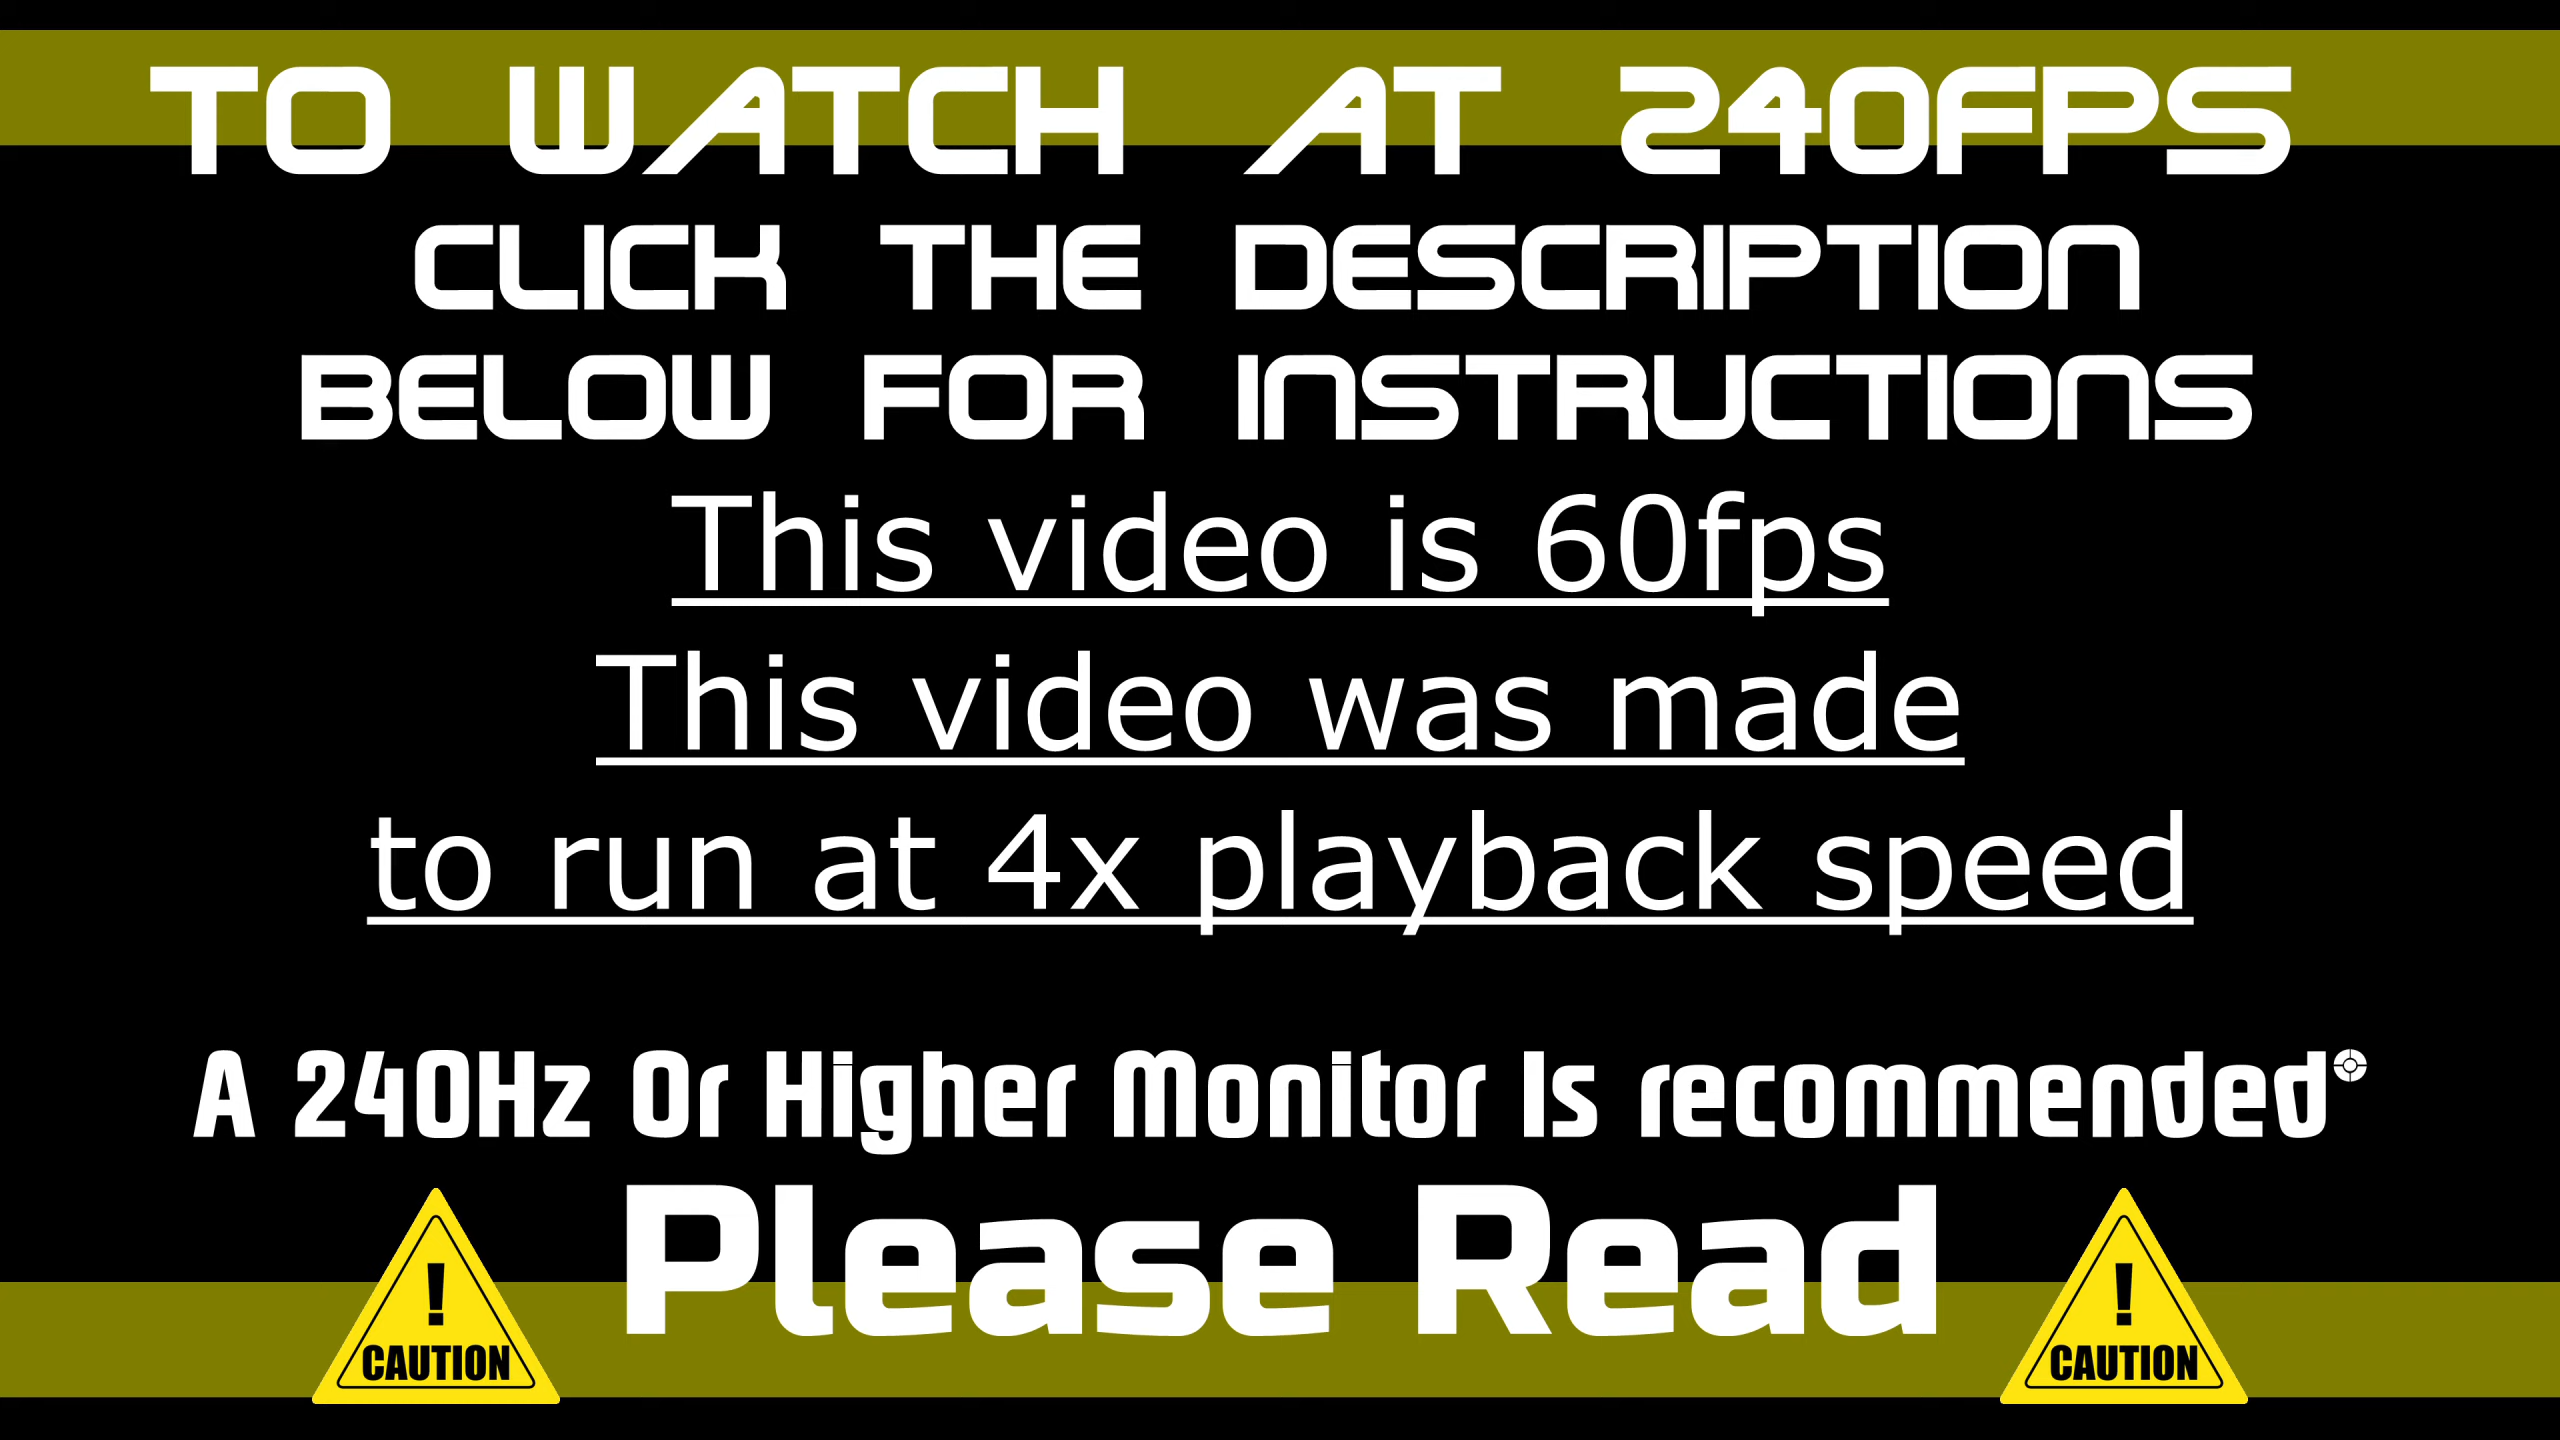 TO WATCH AT 240FPS
CLICK THE DESCRIPTION
BELOW FOR INSTRUCTIONS
This video is 60fps
This video was made
to run at 4x playback speed
A 240Hz Or Higher Monitor Is recommended
Please Read
! CAUTION
! CAUTION